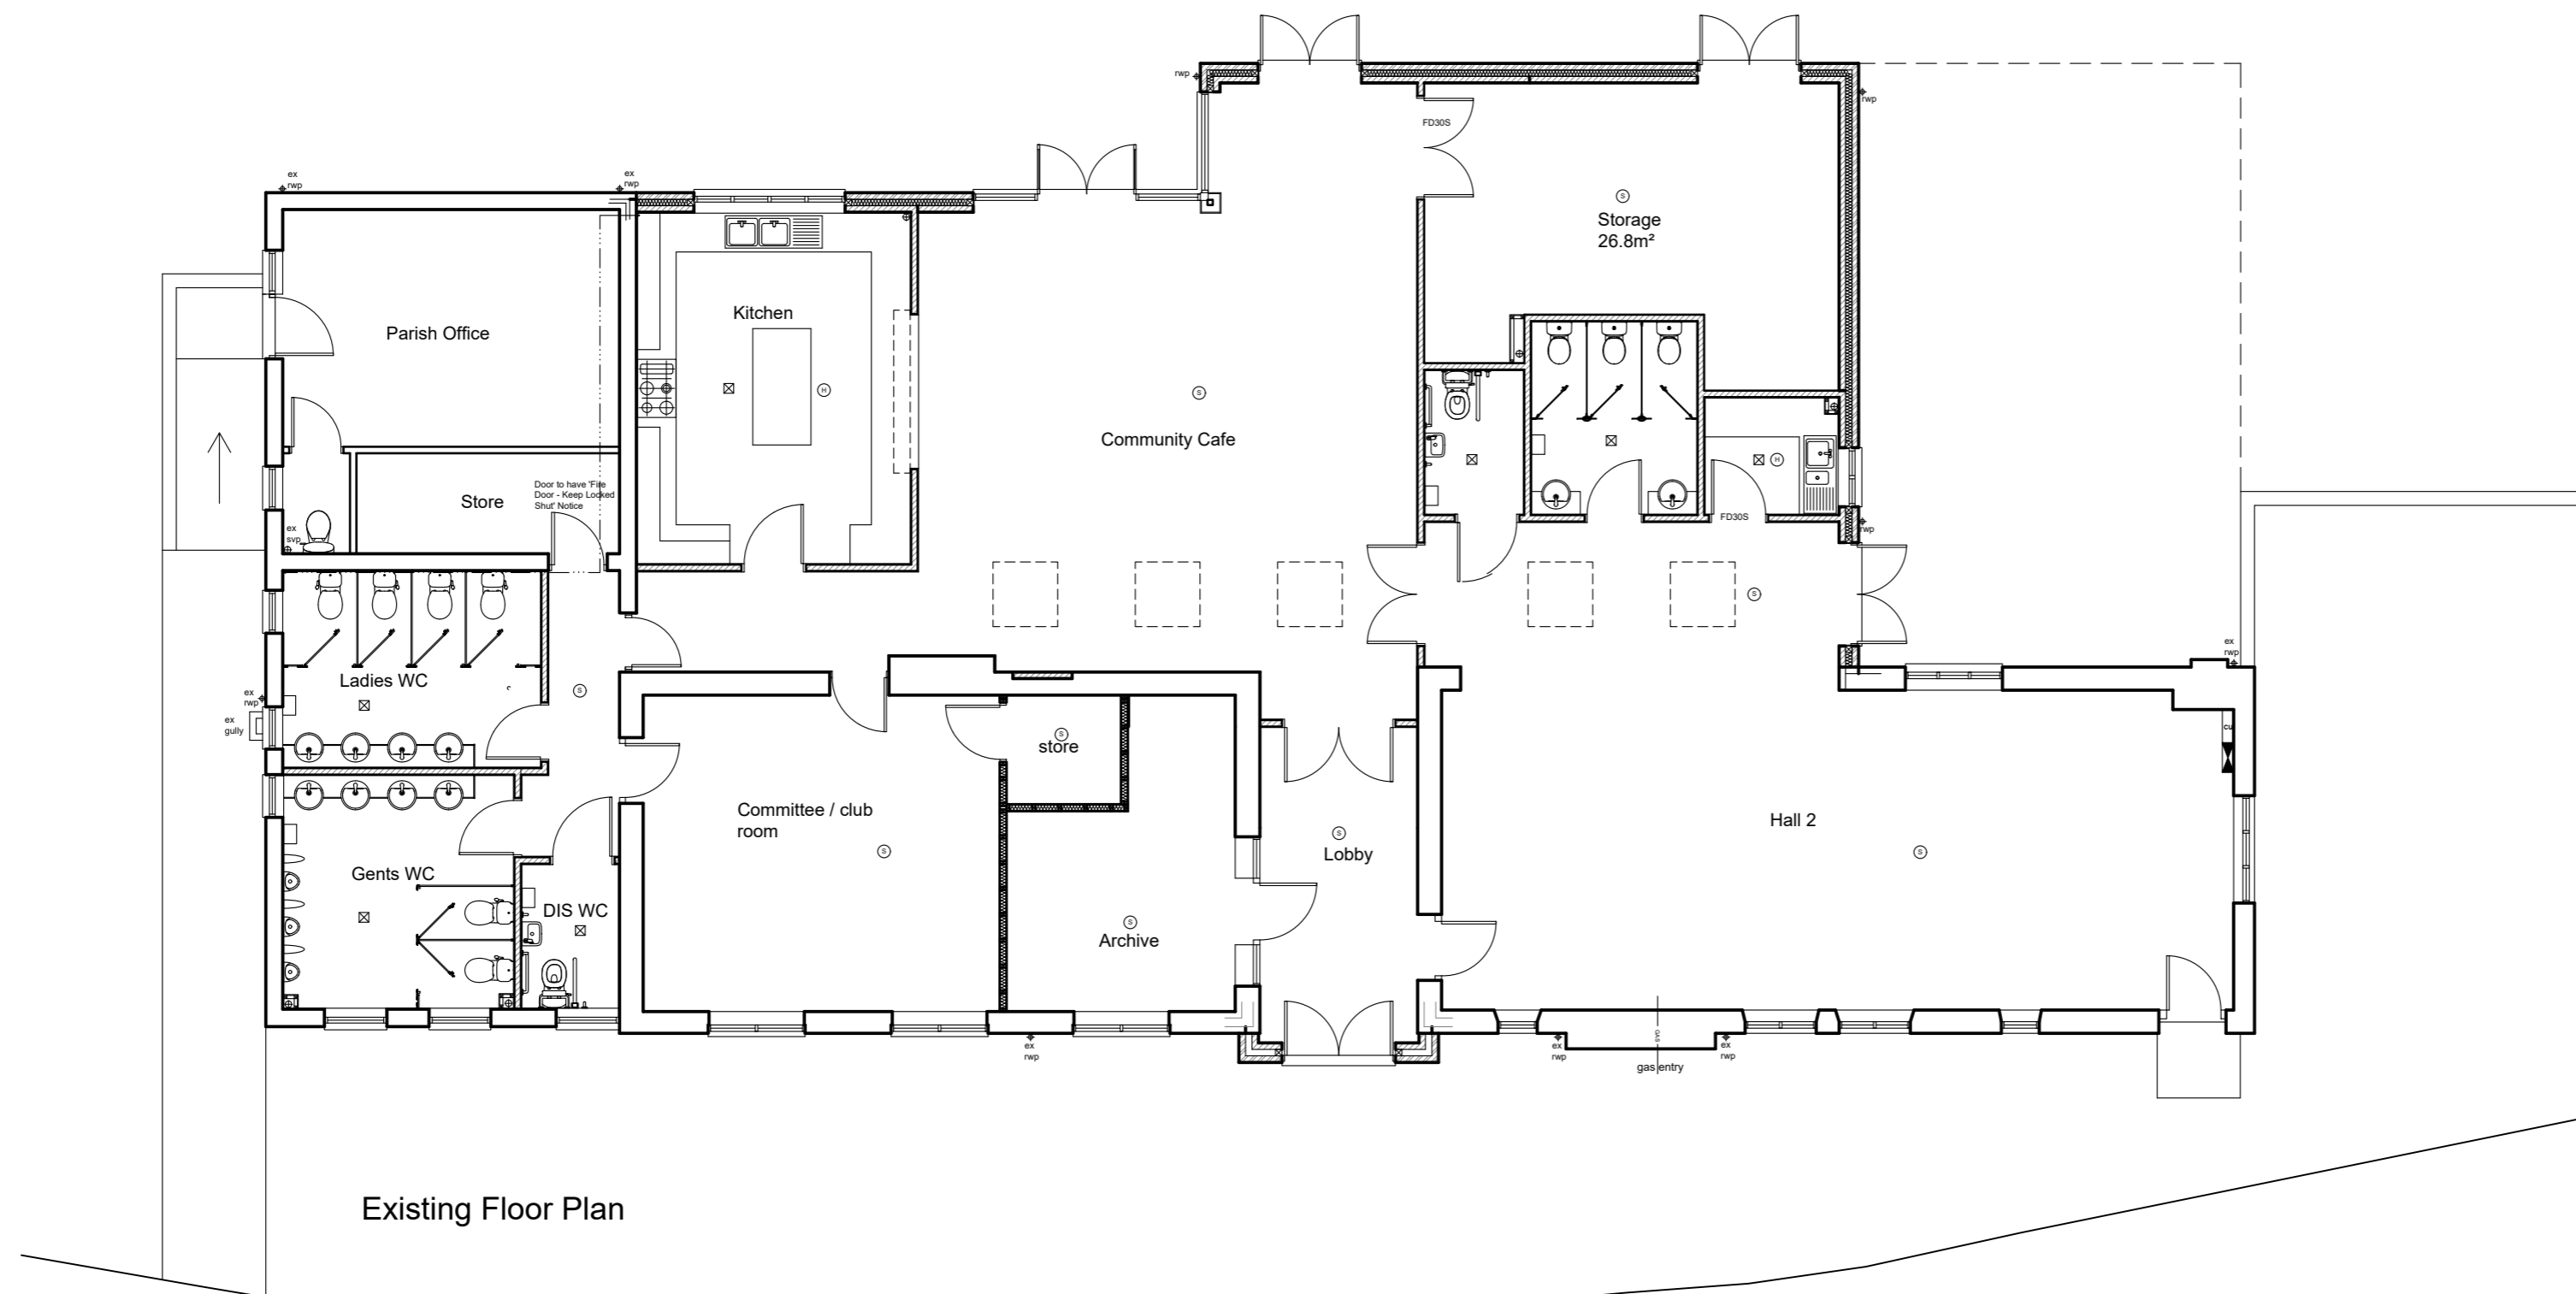 rwp
rwp
FD30S
ex
rwp
ex
rwp
S
Storage
26.8m²
Kitchen
Parish Office
H
S
Community Cafe
Store
Door to have 'Fire
Door - Keep Locked
Shut' Notice
H
FD30S
rwp
ex
svp
S
ex
rwp
Ladies WC
c
S
ex
rwp
ex
gully
S
store
cu
Committee / club
room
Hall 2
S
Lobby
S
S
Gents WC
DIS WC
S
Archive
ex
rwp
ex
rwp
GAS
ex
rwp
gas entry
Existing Floor Plan